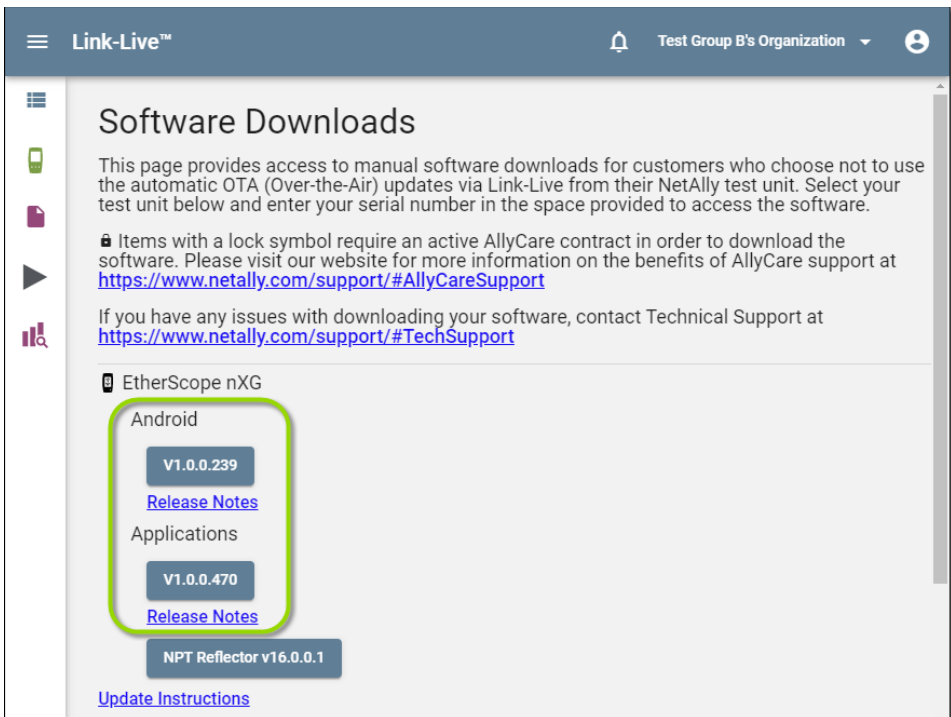 Link-Live™
Test Group B's Organization
Software Downloads
This page provides access to manual software downloads for customers who choose not to use
the automatic OTA (Over-the-Air) updates via Link-Live from their NetAlly test unit. Select your
test unit below and enter your serial number in the space provided to access the software.
Items with a lock symbol require an active AllyCare contract in order to download the
software. Please visit our website for more information on the benefits of AllyCare support at
https://www.netally.com/support/#AllyCareSupport
If you have any issues with downloading your software, contact Technical Support at
https://www.netally.com/support/#TechSupport
EtherScope nXG
Android
V1.0.0.239
Release Notes
Applications
V1.0.0.470
Release Notes
NPT Reflector v16.0.0.1
Update Instructions